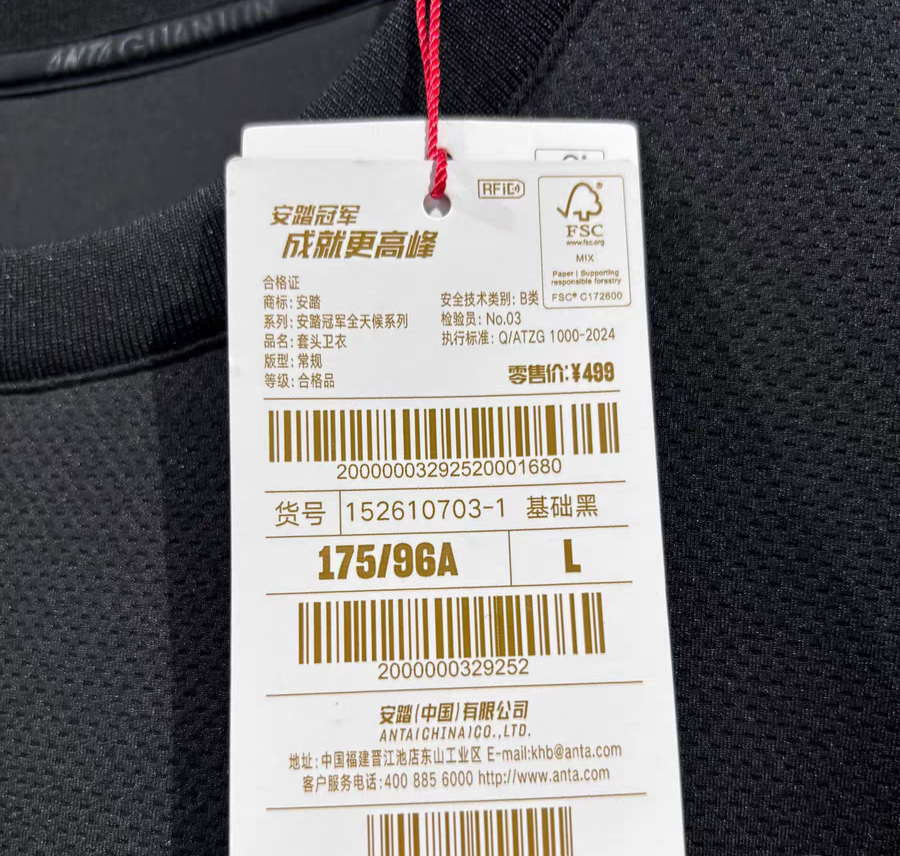 ANTA GUANJUN
RFID
安踏冠军
成就更高峰
FSC
www.fsc.org
MIX
Paper | Supporting
responsible forestry
FSC® C172600
合格证
商标: 安踏
系列: 安踏冠军全天候系列
品名: 套头卫衣
版型: 常规
等级: 合格品
安全技术类别: B类
检验员: No.03
执行标准: Q/ATZG 1000-2024
零售价:¥499
20000003292520001680
货号 152610703-1 基础黑
175/96A L
2000000329252
安踏(中国)有限公司
ANTA(CHINA)CO.,LTD.
地址: 中国福建晋江池店东山工业区 E-mail:khb@anta.com
客户服务电话:400 885 6000 http://www.anta.com